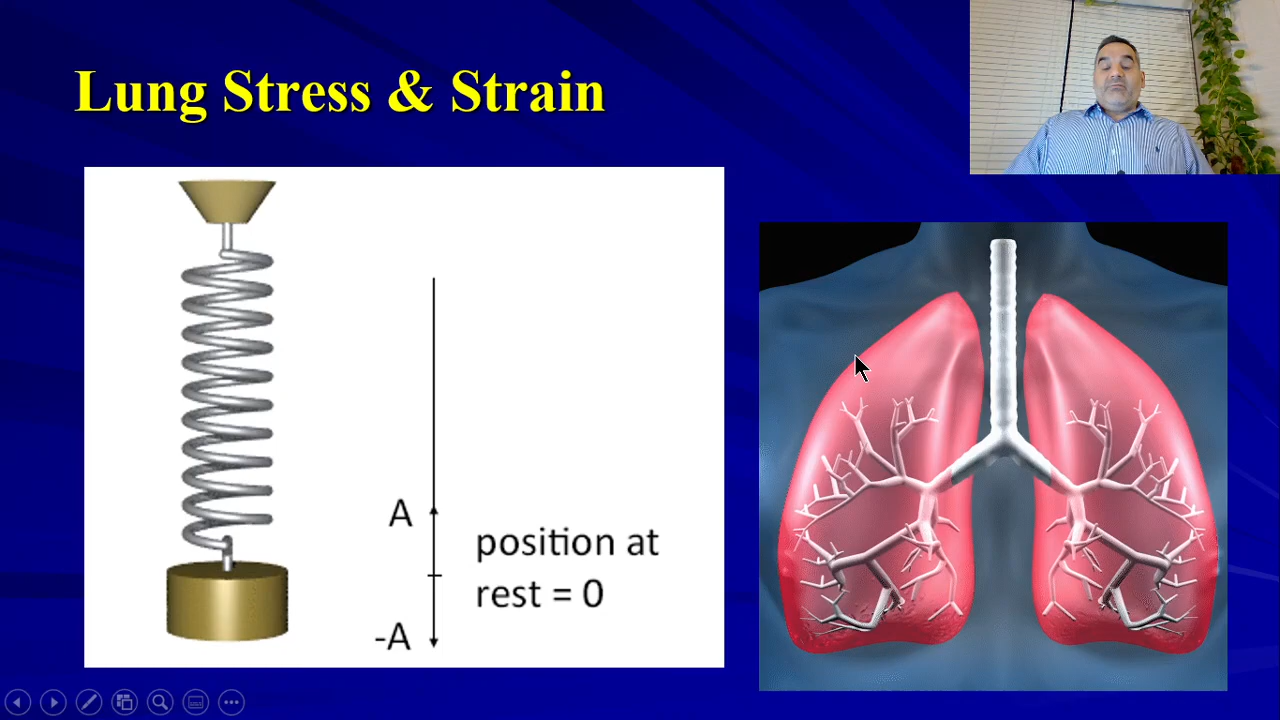 Lung Stress & Strain
A
position at
rest = 0
-A